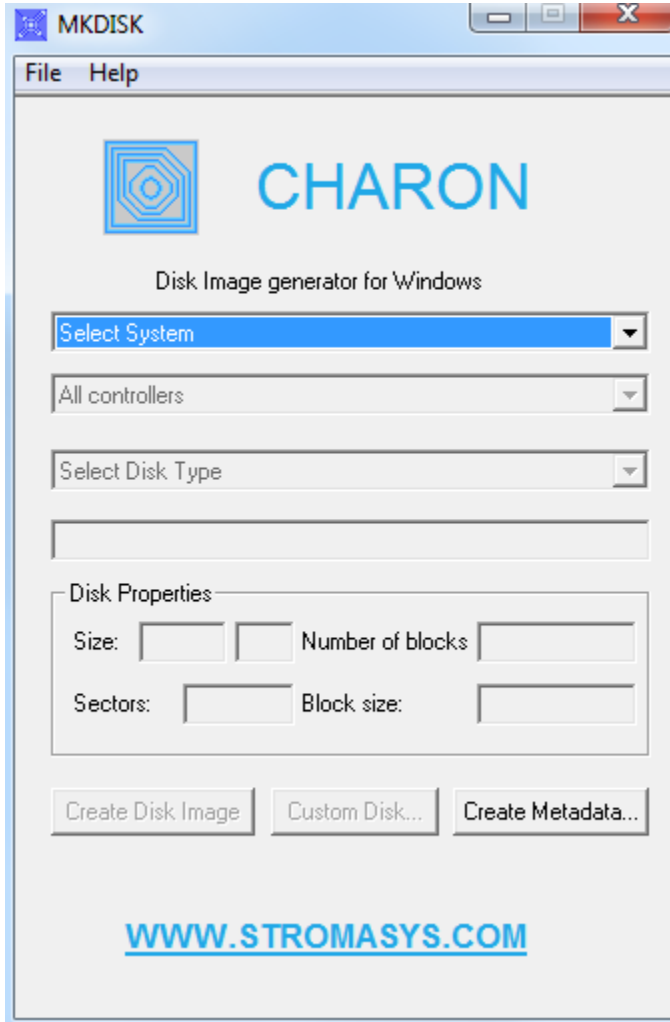 MKDISK
File Help
CHARON
Disk Image generator for Windows
Select System
All controllers
Select Disk Type
Disk Properties
Size: Number of blocks
Sectors: Block size:
Create Disk Image Custom Disk... Create Metadata...
WWW.STROMASYS.COM